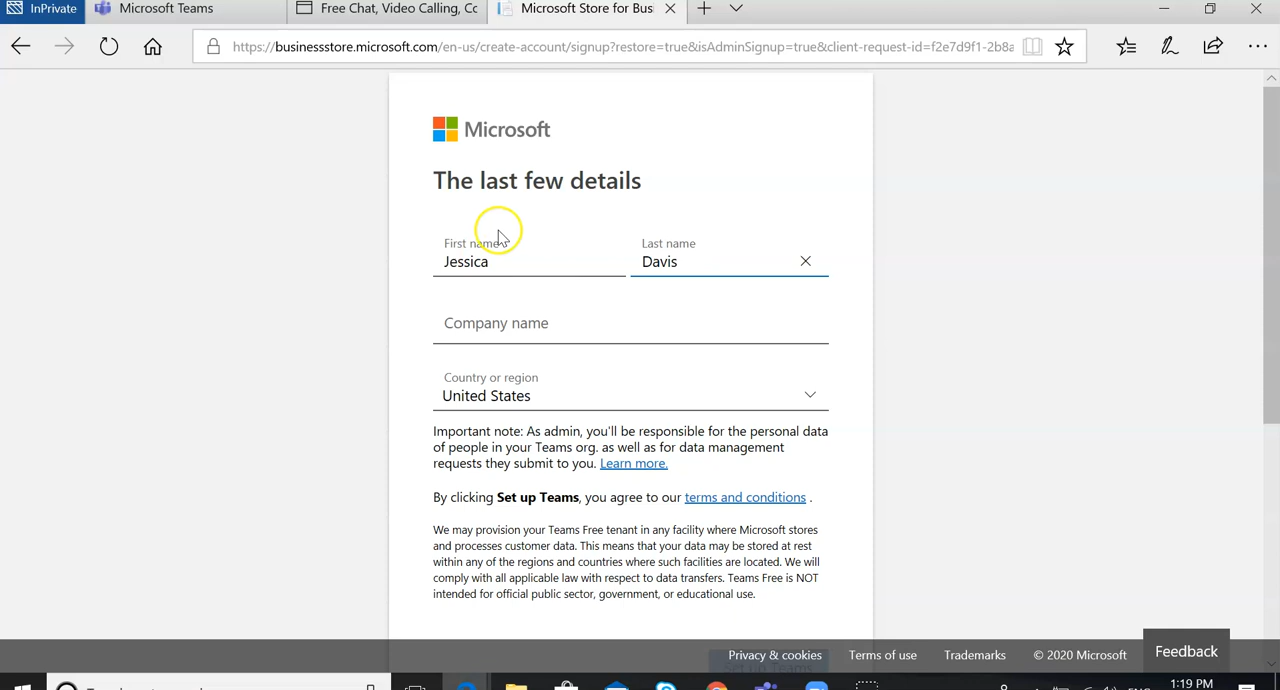 InPrivate
Microsoft Teams
Free Chat, Video Calling, Cc
Microsoft Store for Busi
https://businessstore.microsoft.com/en-us/create-account/signup?restore=true&isAdminSignup=true&client-request-id=f2e7d9f1-2b8a
Microsoft
The last few details
First name
Last name
Jessica
Davis
Company name
Country or region
United States
Important note: As admin, you'll be responsible for the personal data
of people in your Teams org. as well as for data management
requests they submit to you. Learn more.
By clicking Set up Teams, you agree to our terms and conditions .
We may provision your Teams Free tenant in any facility where Microsoft stores
and processes customer data. This means that your data may be stored at rest
within any of the regions and countries where such facilities are located. We will
comply with all applicable law with respect to data transfers. Teams Free is NOT
intended for official public sector, government, or educational use.
Set up Teams
Privacy & cookies
Terms of use
Trademarks
© 2020 Microsoft
Feedback
1:19 PM